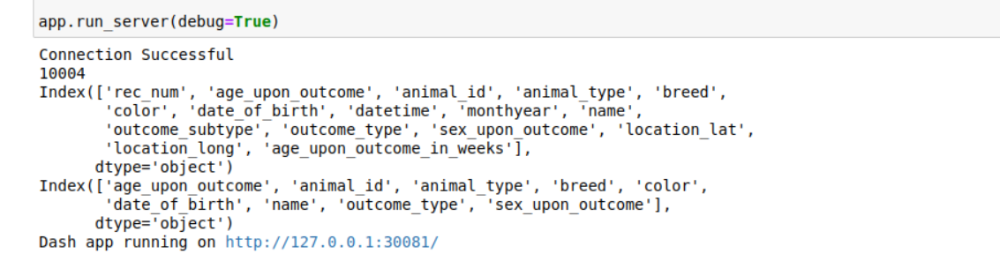 app.run_server(debug=True)
Connection Successful
10004
Index(['rec_num', 'age_upon_outcome', 'animal_id', 'animal_type', 'breed',
'color', 'date_of_birth', 'datetime', 'monthyear', 'name',
'outcome_subtype', 'outcome_type', 'sex_upon_outcome', 'location_lat',
'location_long', 'age_upon_outcome_in_weeks'],
dtype='object')
Index(['age_upon_outcome', 'animal_id', 'animal_type', 'breed', 'color',
'date_of_birth', 'name', 'outcome_type', 'sex_upon_outcome'],
dtype='object')
Dash app running on http://127.0.0.1:30081/